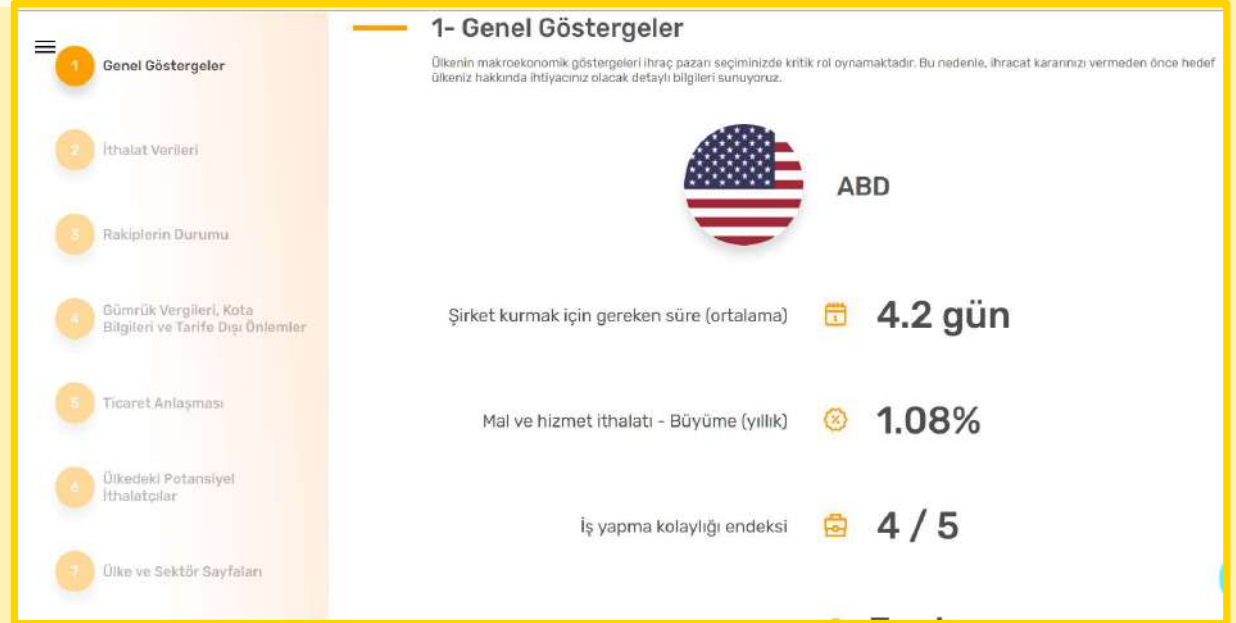 1- Genel Göstergeler
Ülkenin makroekonomik göstergeleri ihraç pazarı seçiminizde kritik rol oynamaktadır. Bu nedenle, ihracat kararınızı vermeden önce hedef
ülkeniz hakkında ihtiyacınız olacak detaylı bilgileri sunuyoruz.
1
Genel Göstergeler
2
İthalat Verileri
3
Rakiplerin Durumu
4
Gümrük Vergileri, Kota
Bilgileri ve Tarife Dışı Önlemler
5
Ticaret Anlaşması
6
Ülkedeki Potansiyel
İthalatçılar
7
Ülke ve Sektör Sayfaları
ABD
Şirket kurmak için gereken süre (ortalama)
4.2 gün
Mal ve hizmet ithalatı - Büyüme (yıllık)
1.08%
İş yapma kolaylığı endeksi
4 / 5